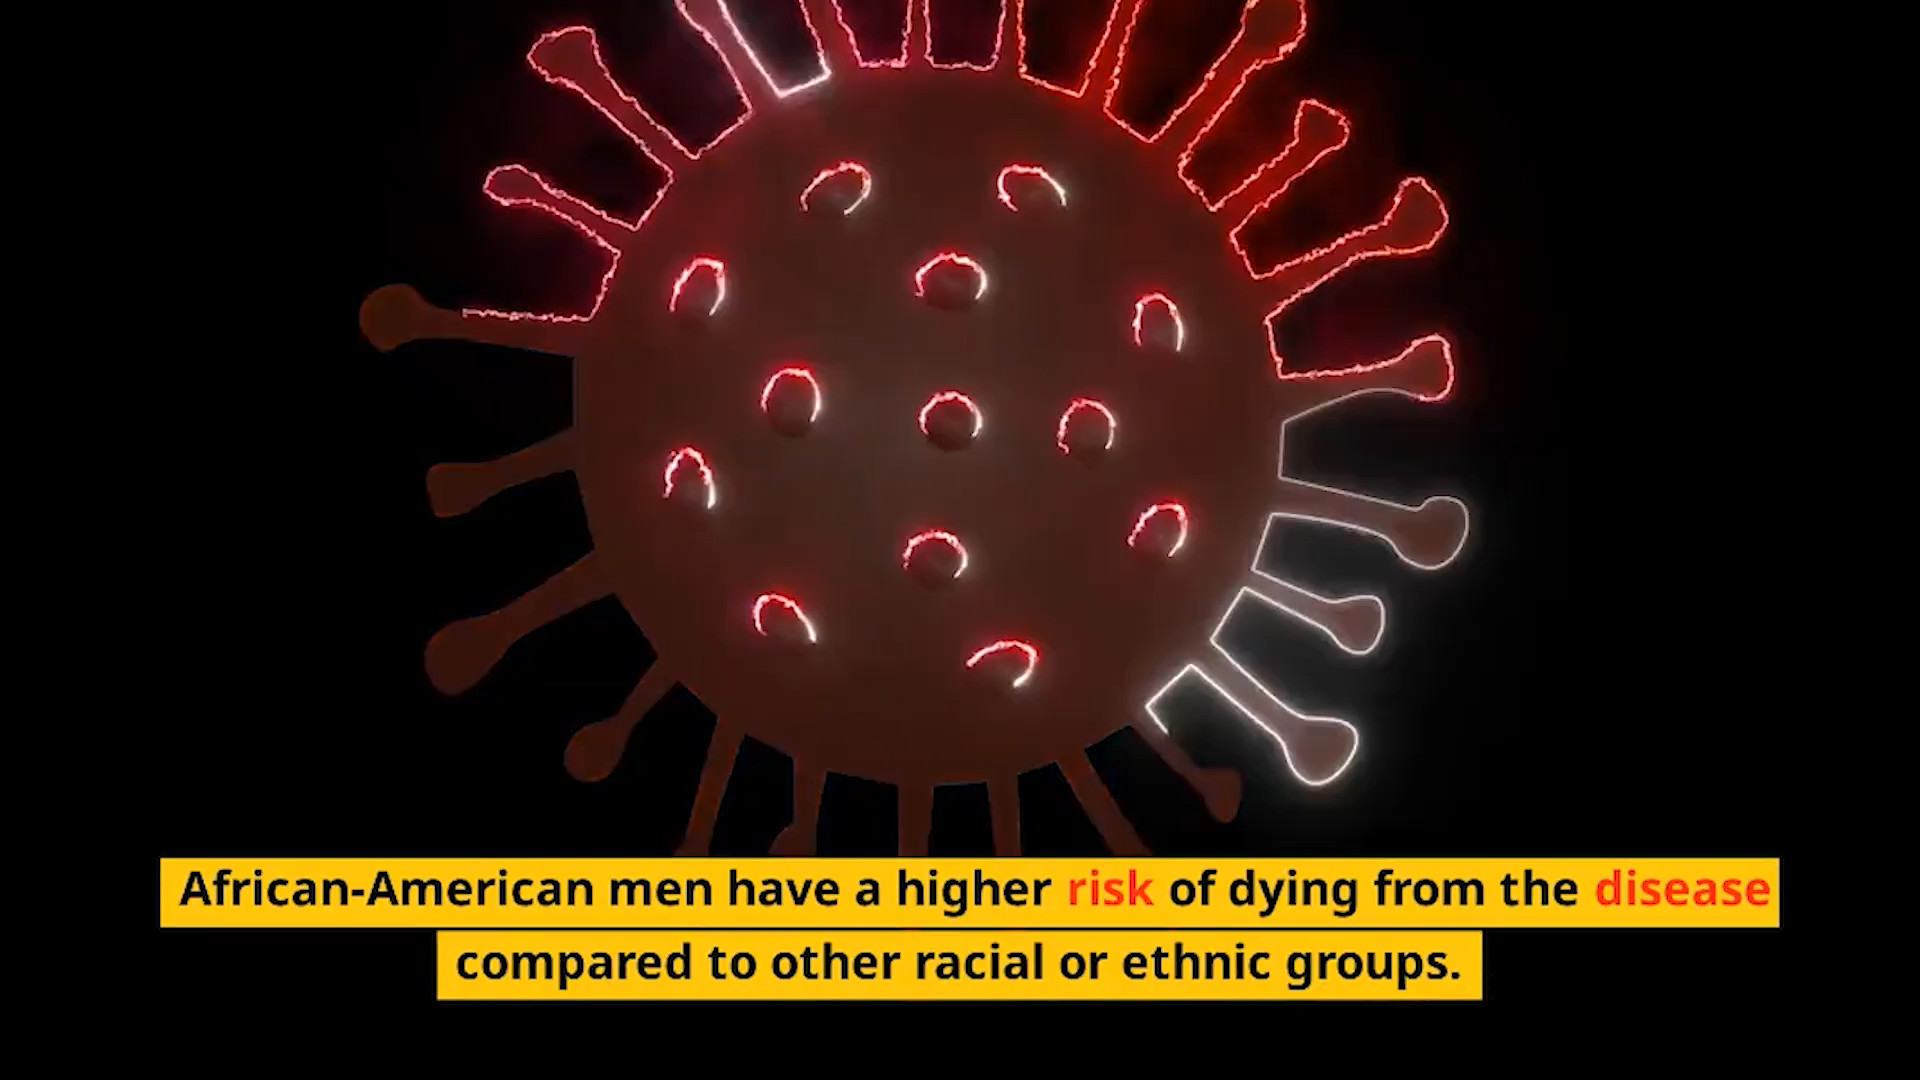 African-American men have a higher risk of dying from the disease
compared to other racial or ethnic groups.